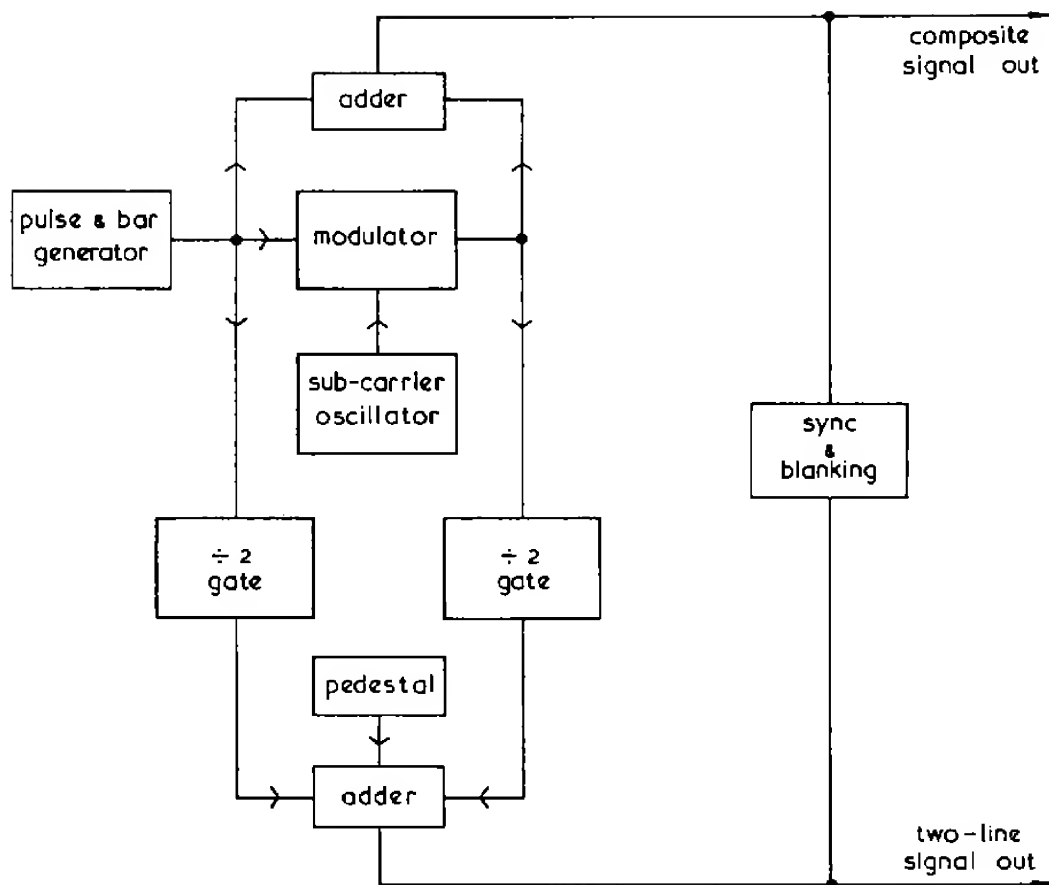 composite
signal out
adder
pulse & bar
generator
modulator
sub-carrier
oscillator
sync
&
blanking
÷ 2
gate
÷ 2
gate
pedestal
adder
two-line
signal out